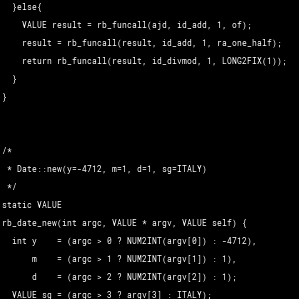 }else{
VALUE result = rb_funcall(ajd, id_add, 1, of);
result = rb_funcall(result, id_add, 1, ra_one_half);
return rb_funcall(result, id_divmod, 1, LONG2FIX(1));
}
}
/*
* Date::new(y=-4712, m=1, d=1, sg=ITALY)
*/
static VALUE
rb_date_new(int argc, VALUE * argv, VALUE self) {
int y    = (argc > 0 ? NUM2INT(argv[0]) : -4712),
m    = (argc > 1 ? NUM2INT(argv[1]) : 1),
d    = (argc > 2 ? NUM2INT(argv[2]) : 1);
VALUE sg = (argc > 3 ? argv[3] : ITALY);